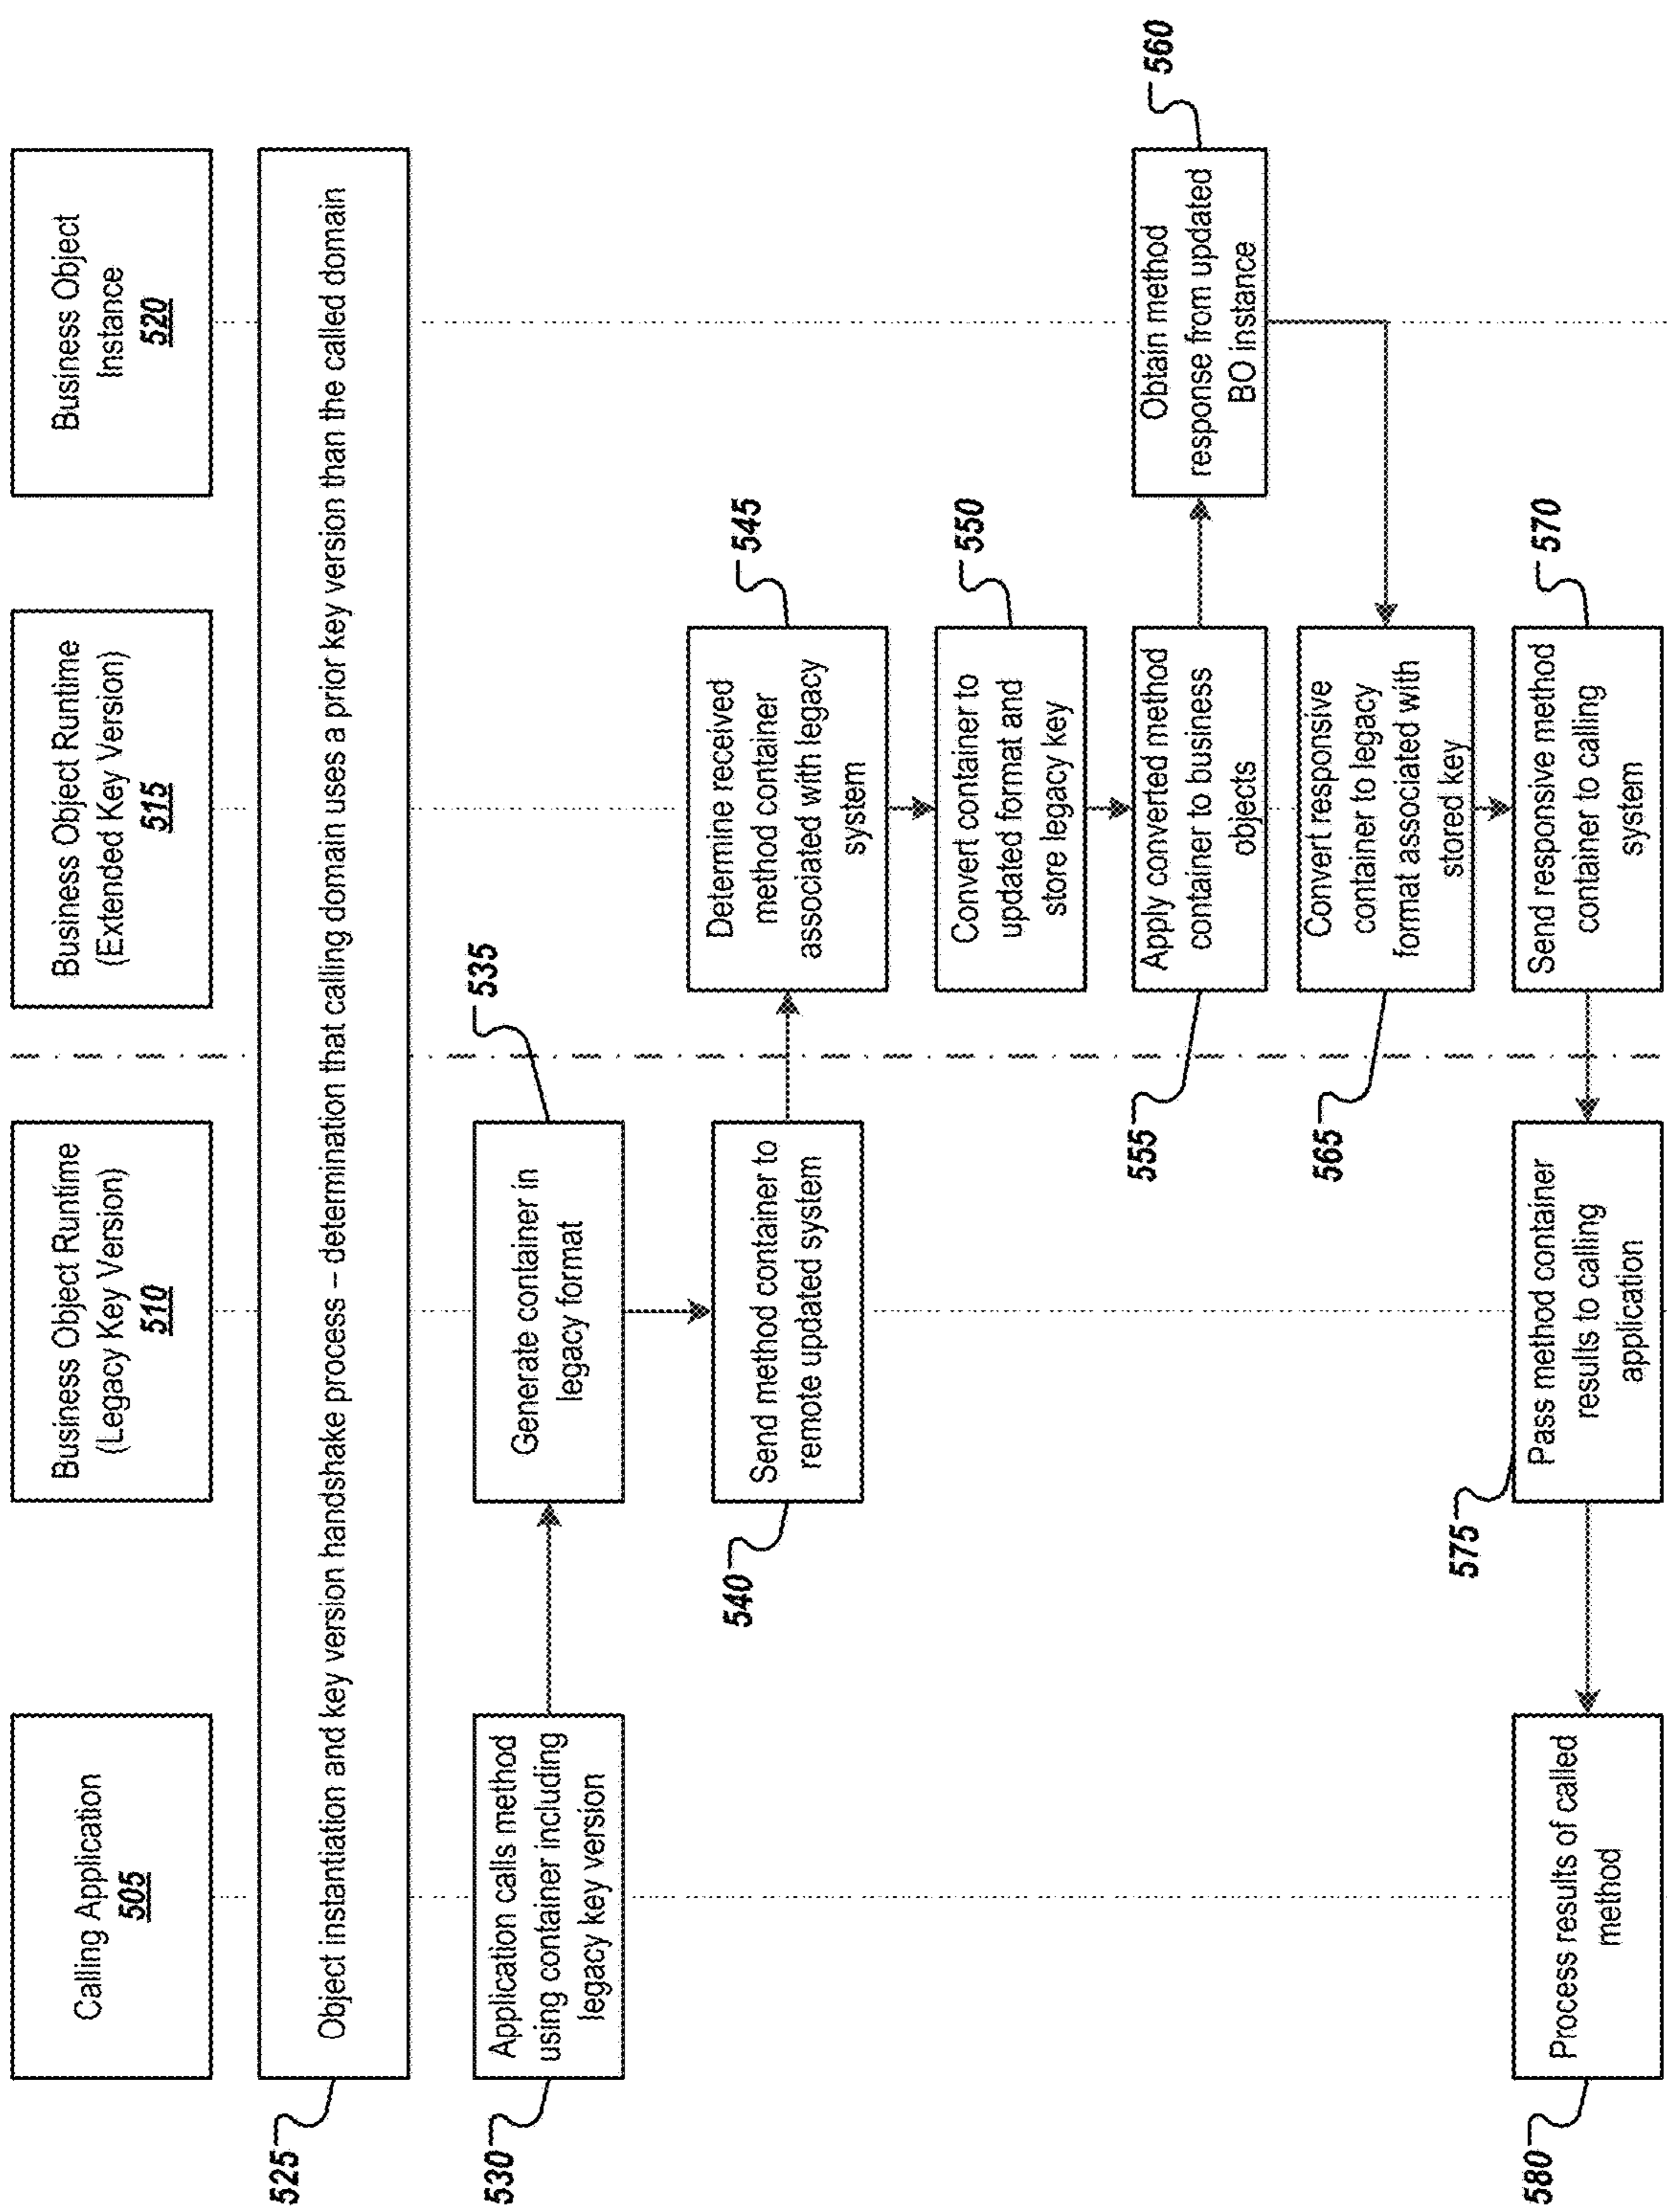 Calling Application
505
Business Object Runtime
(Legacy Key Version)
510
Business Object Runtime
(Extended Key Version)
515
Business Object
Instance
520
525
Object instantiation and key version handshake process – determination that calling domain uses a prior key version than the called domain
530
Application calls method
using container including
legacy key version
535
Generate container in
legacy format
540
Send method container to
remote updated system
545
Determine received
method container
associated with legacy
system
550
Convert container to
updated format and
store legacy key
555
Apply converted method
container to business
objects
560
Obtain method
response from updated
BO instance
565
Convert responsive
container to legacy
format associated with
stored key
570
Send responsive method
container to calling
system
575
Pass method container
results to calling
application
580
Process results of called
method